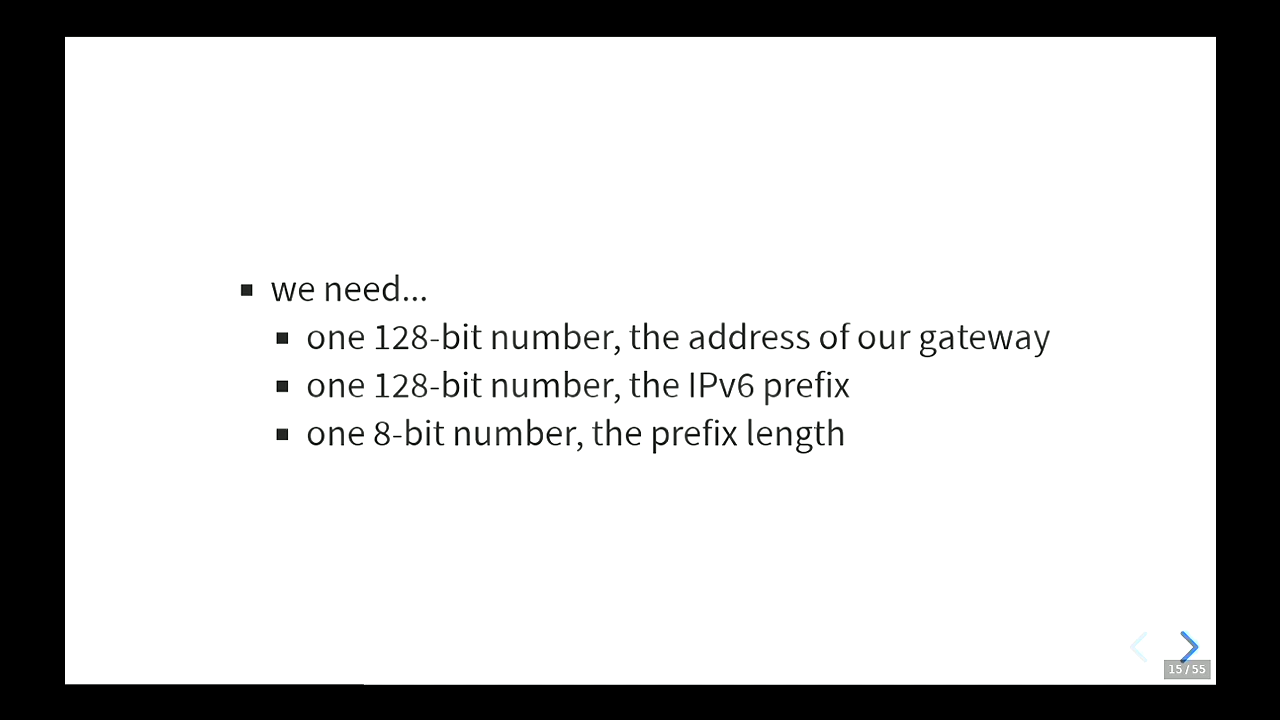 we need...
one 128-bit number, the address of our gateway
one 128-bit number, the IPv6 prefix
one 8-bit number, the prefix length
15 / 55